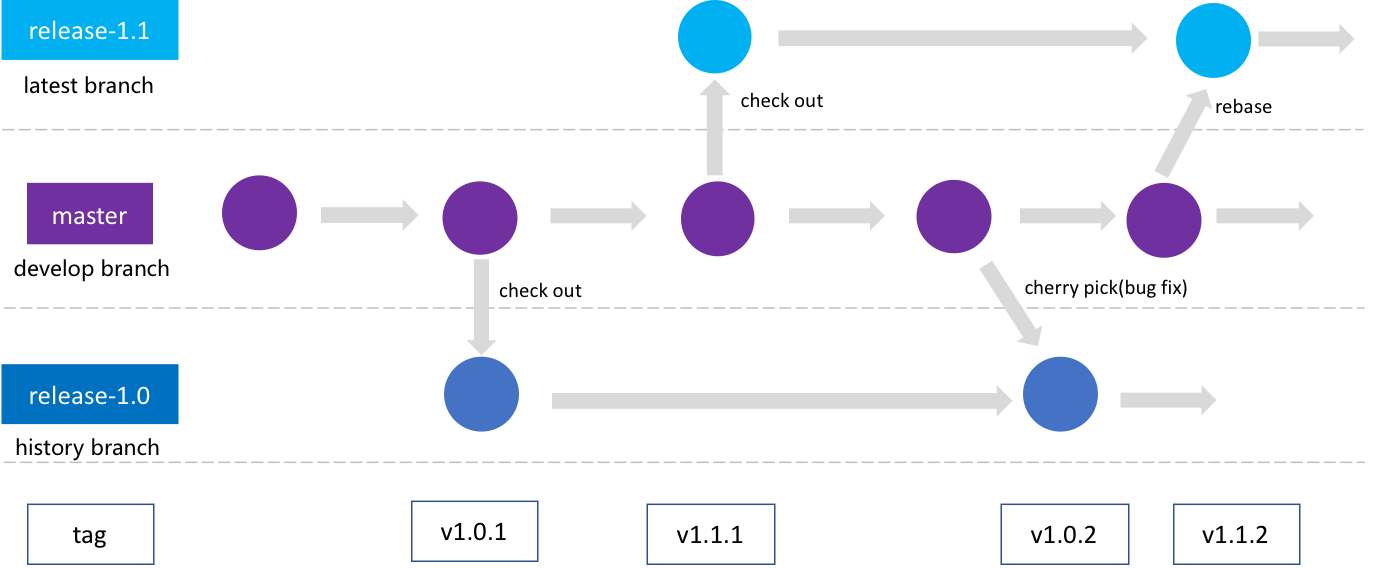 release-1.1
latest branch
check out
rebase
master
develop branch
check out
cherry pick(bug fix)
release-1.0
history branch
tag
v1.0.1
v1.1.1
v1.0.2
v1.1.2